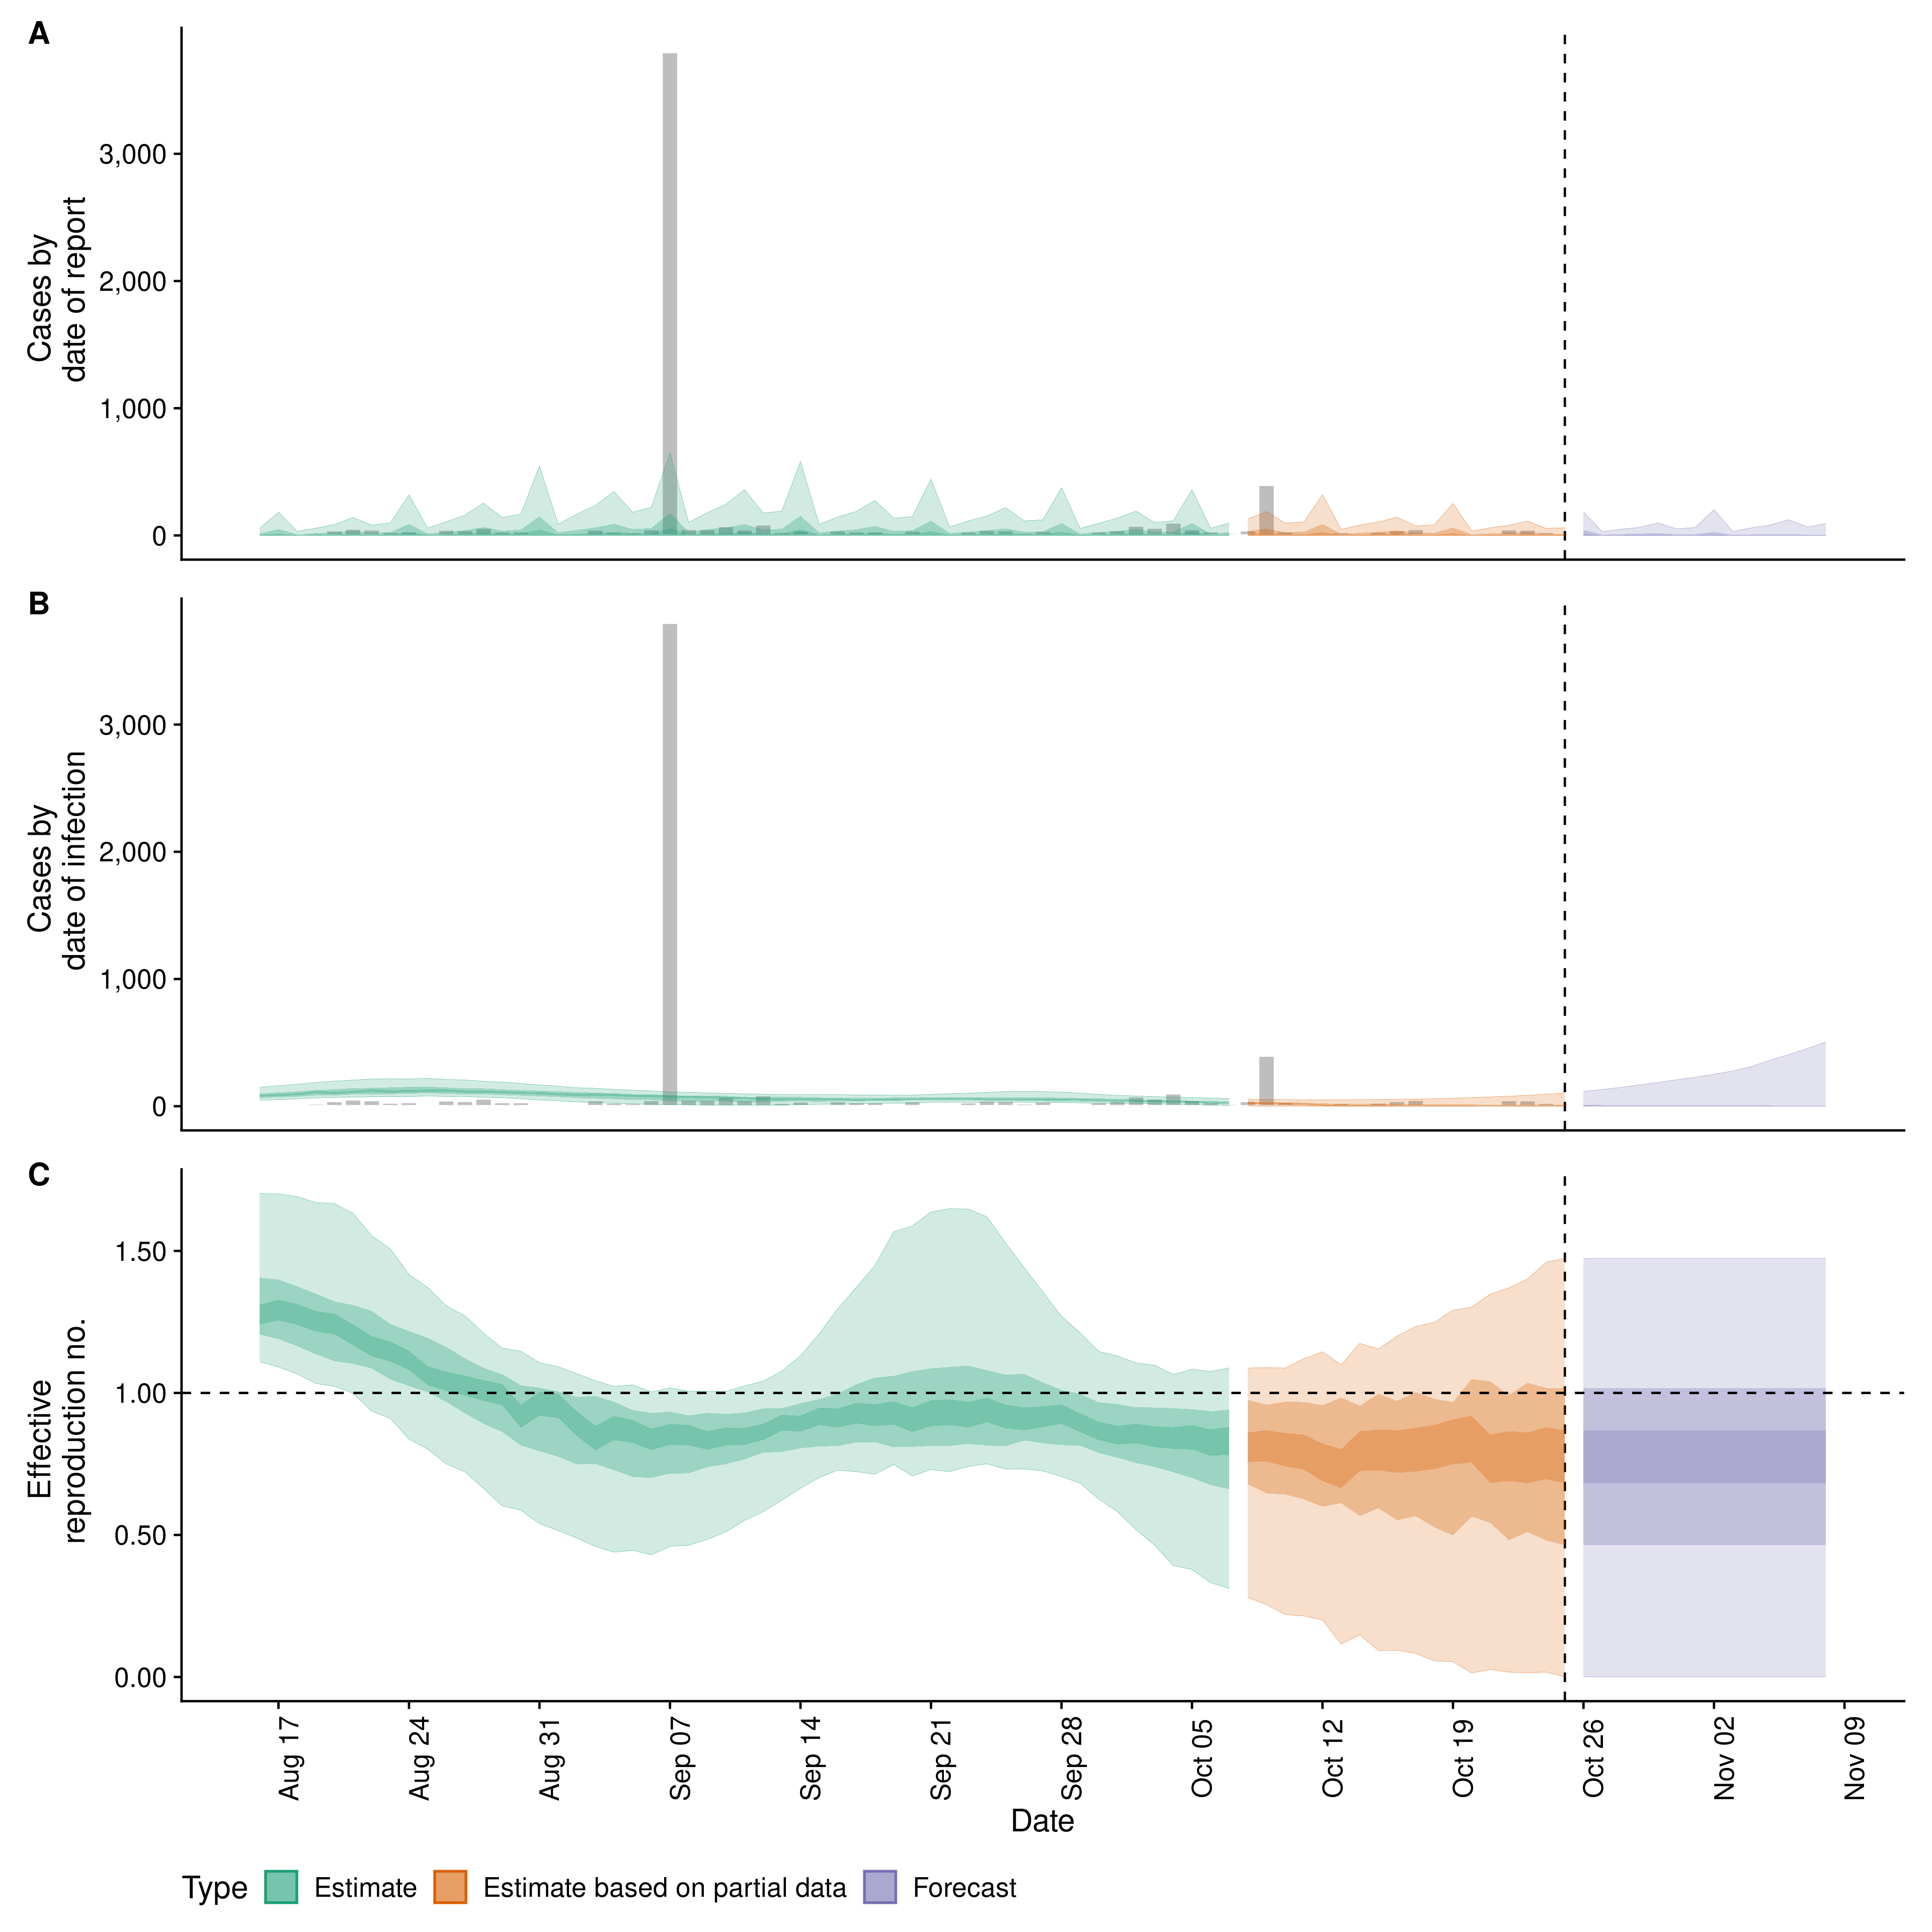 A
Cases by
date of report
3,000
2,000
1,000
0
B
Cases by
date of infection
3,000
2,000
1,000
0
C
Effective
reproduction no.
1.50
1.00
0.50
0.00
Aug 17
Aug 24
Aug 31
Sep 07
Sep 14
Sep 21
Sep 28
Oct 05
Oct 12
Oct 19
Oct 26
Nov 02
Nov 09
Date
Type
Estimate
Estimate based on partial data
Forecast